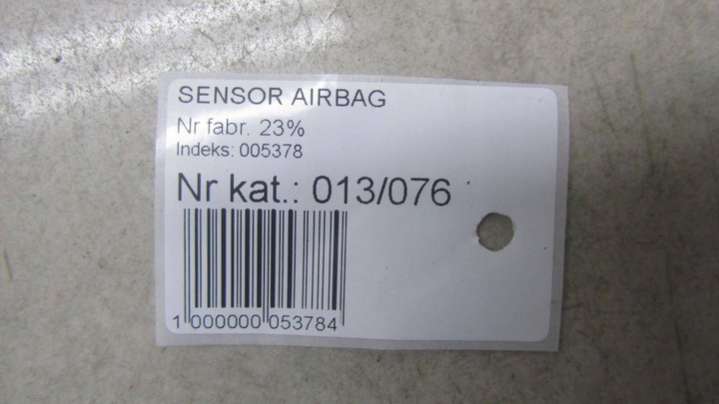 SENSOR AIRBAG
Nr fabr. 23%
Indeks: 005378
Nr kat.: 013/076
1 000000 053784